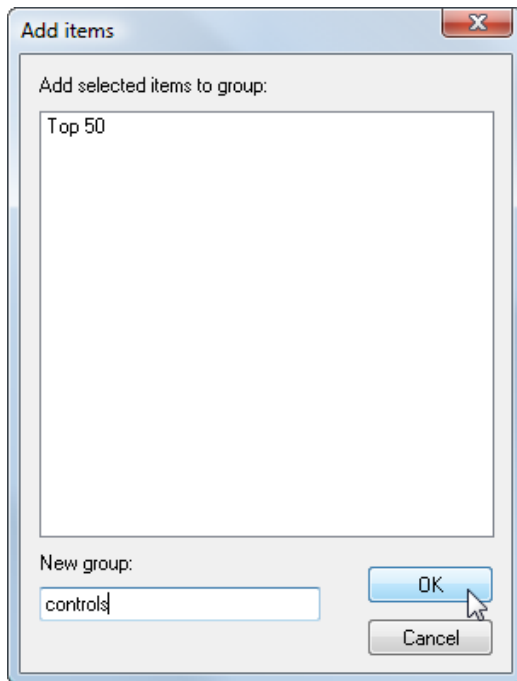 Add items
Add selected items to group:
Top 50
New group:
controls
OK
Cancel